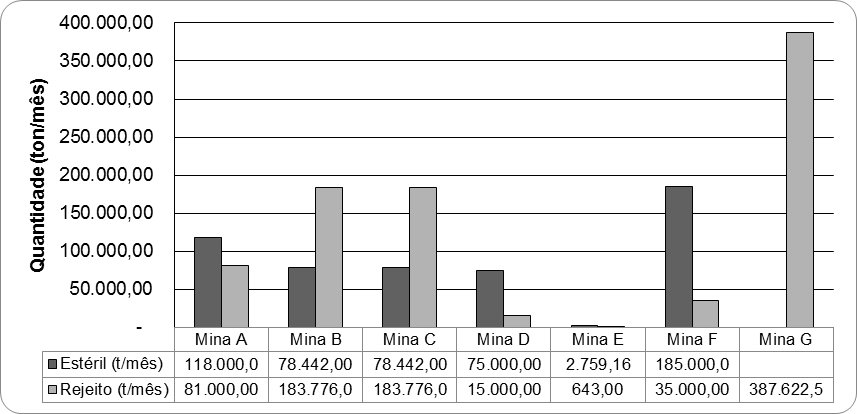 Quantidade (ton/mês)
400.000,00
350.000,00
300.000,00
250.000,00
200.000,00
150.000,00
100.000,00
50.000,00
-
Mina A Mina B Mina C Mina D Mina E Mina F Mina G
Estéril (t/mês) 118.000,0 78.442,00 78.442,00 75.000,00 2.759,16 185.000,0
Rejeito (t/mês) 81.000,00 183.776,0 183.776,0 15.000,00 643,00 35.000,00 387.622,5